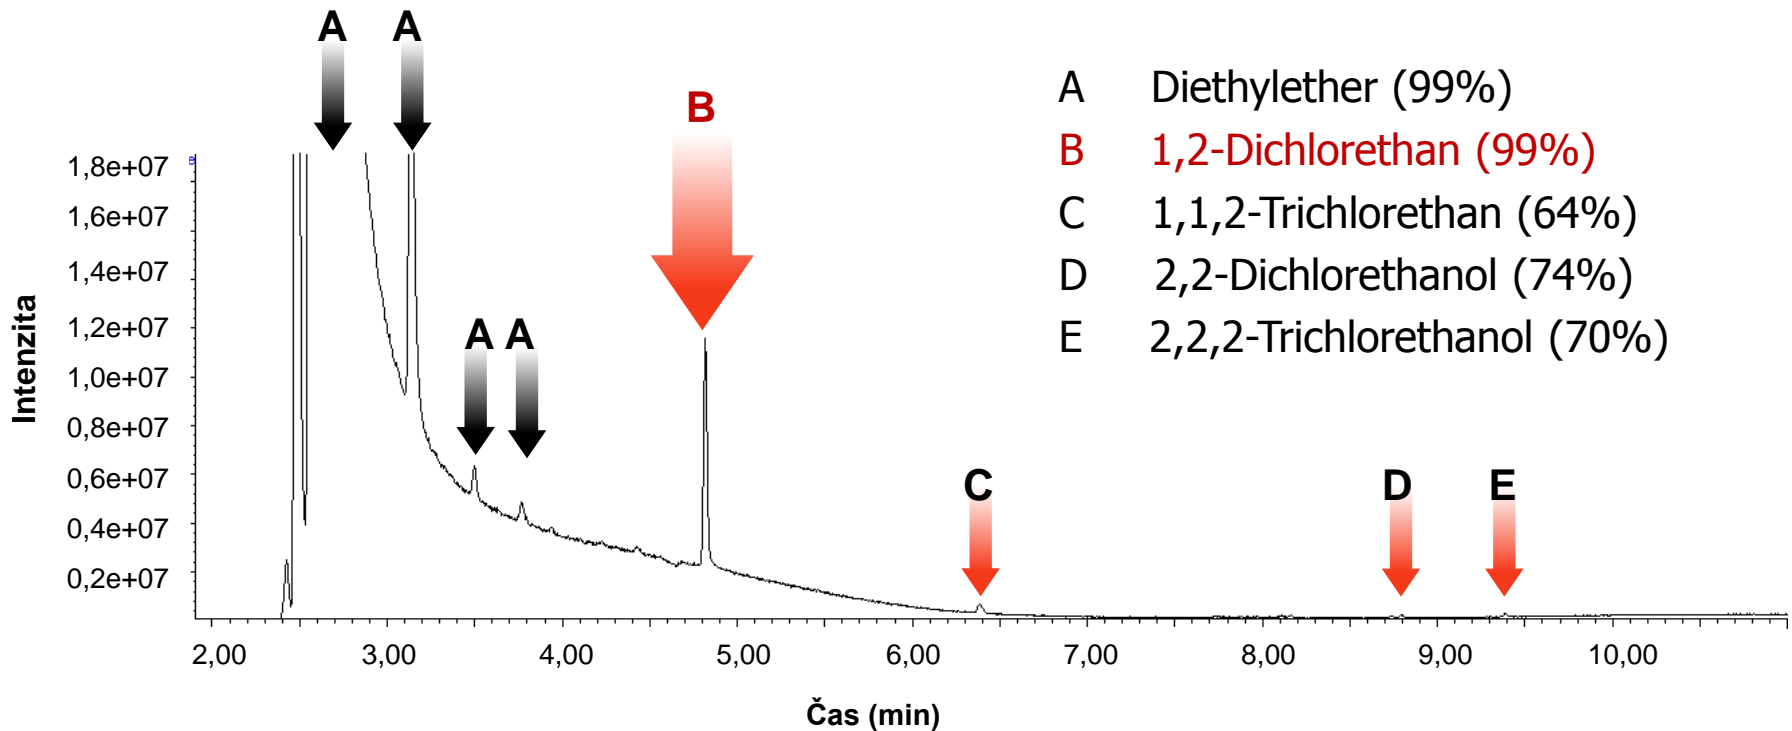 A A
B
A Diethylether (99%)
B 1,2-Dichlorethan (99%)
C 1,1,2-Trichlorethan (64%)
D 2,2-Dichlorethanol (74%)
E 2,2,2-Trichlorethanol (70%)
1,8e+07
1,6e+07
1,4e+07
1,2e+07
1,0e+07
0,8e+07
0,6e+07
0,4e+07
0,2e+07
Intenzita
A A
C D E
2,00 3,00 4,00 5,00 6,00 7,00 8,00 9,00 10,00
Čas (min)